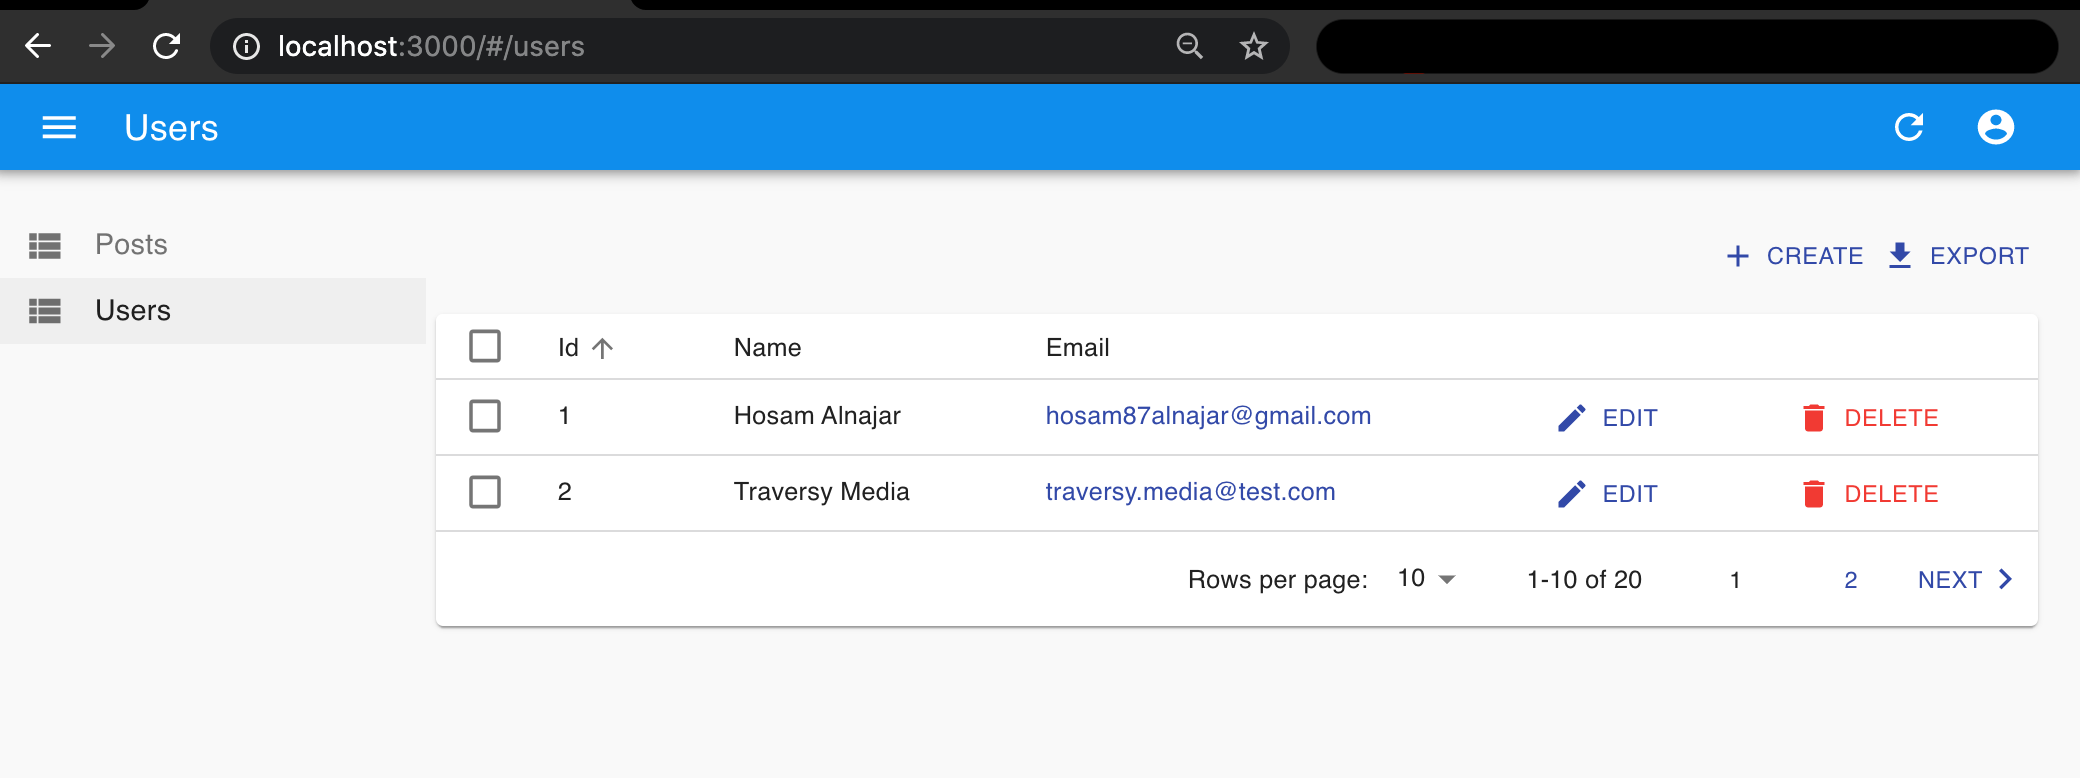 localhost:3000/#/users
Users
Posts
Users
CREATE EXPORT
Id Name Email
1 Hosam Alnajar hosam87alnajar@gmail.com EDIT DELETE
2 Traversy Media traversy.media@test.com EDIT DELETE
Rows per page: 10 1-10 of 20 1 2 NEXT